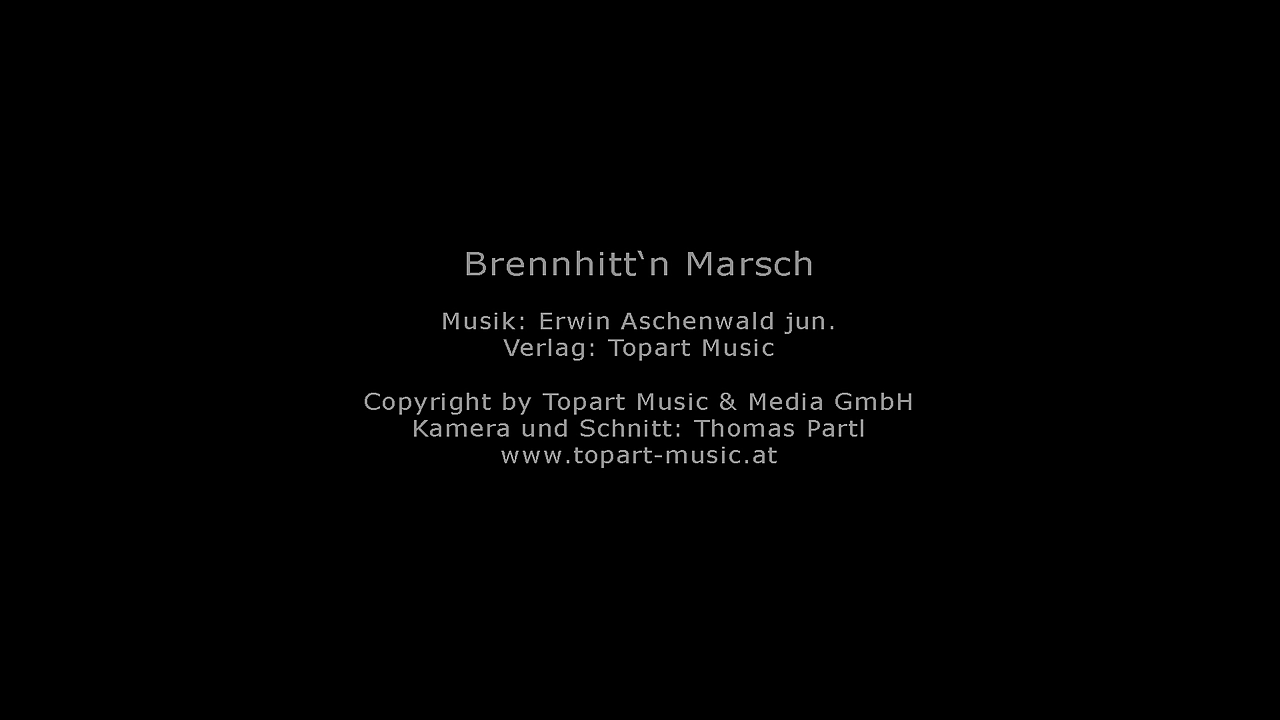 Brennhitt‘n Marsch
Musik: Erwin Aschenwald jun.
Verlag: Topart Music
Copyright by Topart Music & Media GmbH
Kamera und Schnitt: Thomas Partl
www.topart-music.at